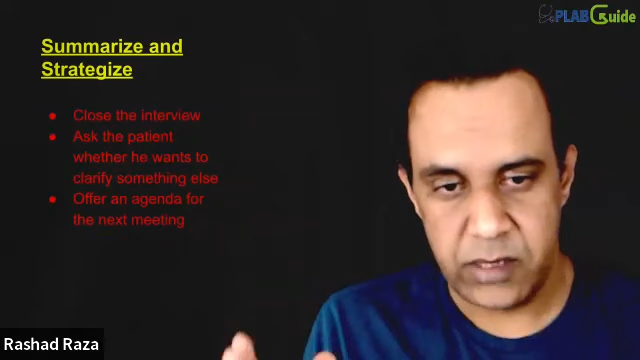 PLAB Guide
Summarize and
Strategize
● Close the interview
● Ask the patient
whether he wants to
clarify something else
● Offer an agenda for
the next meeting
Rashad Raza